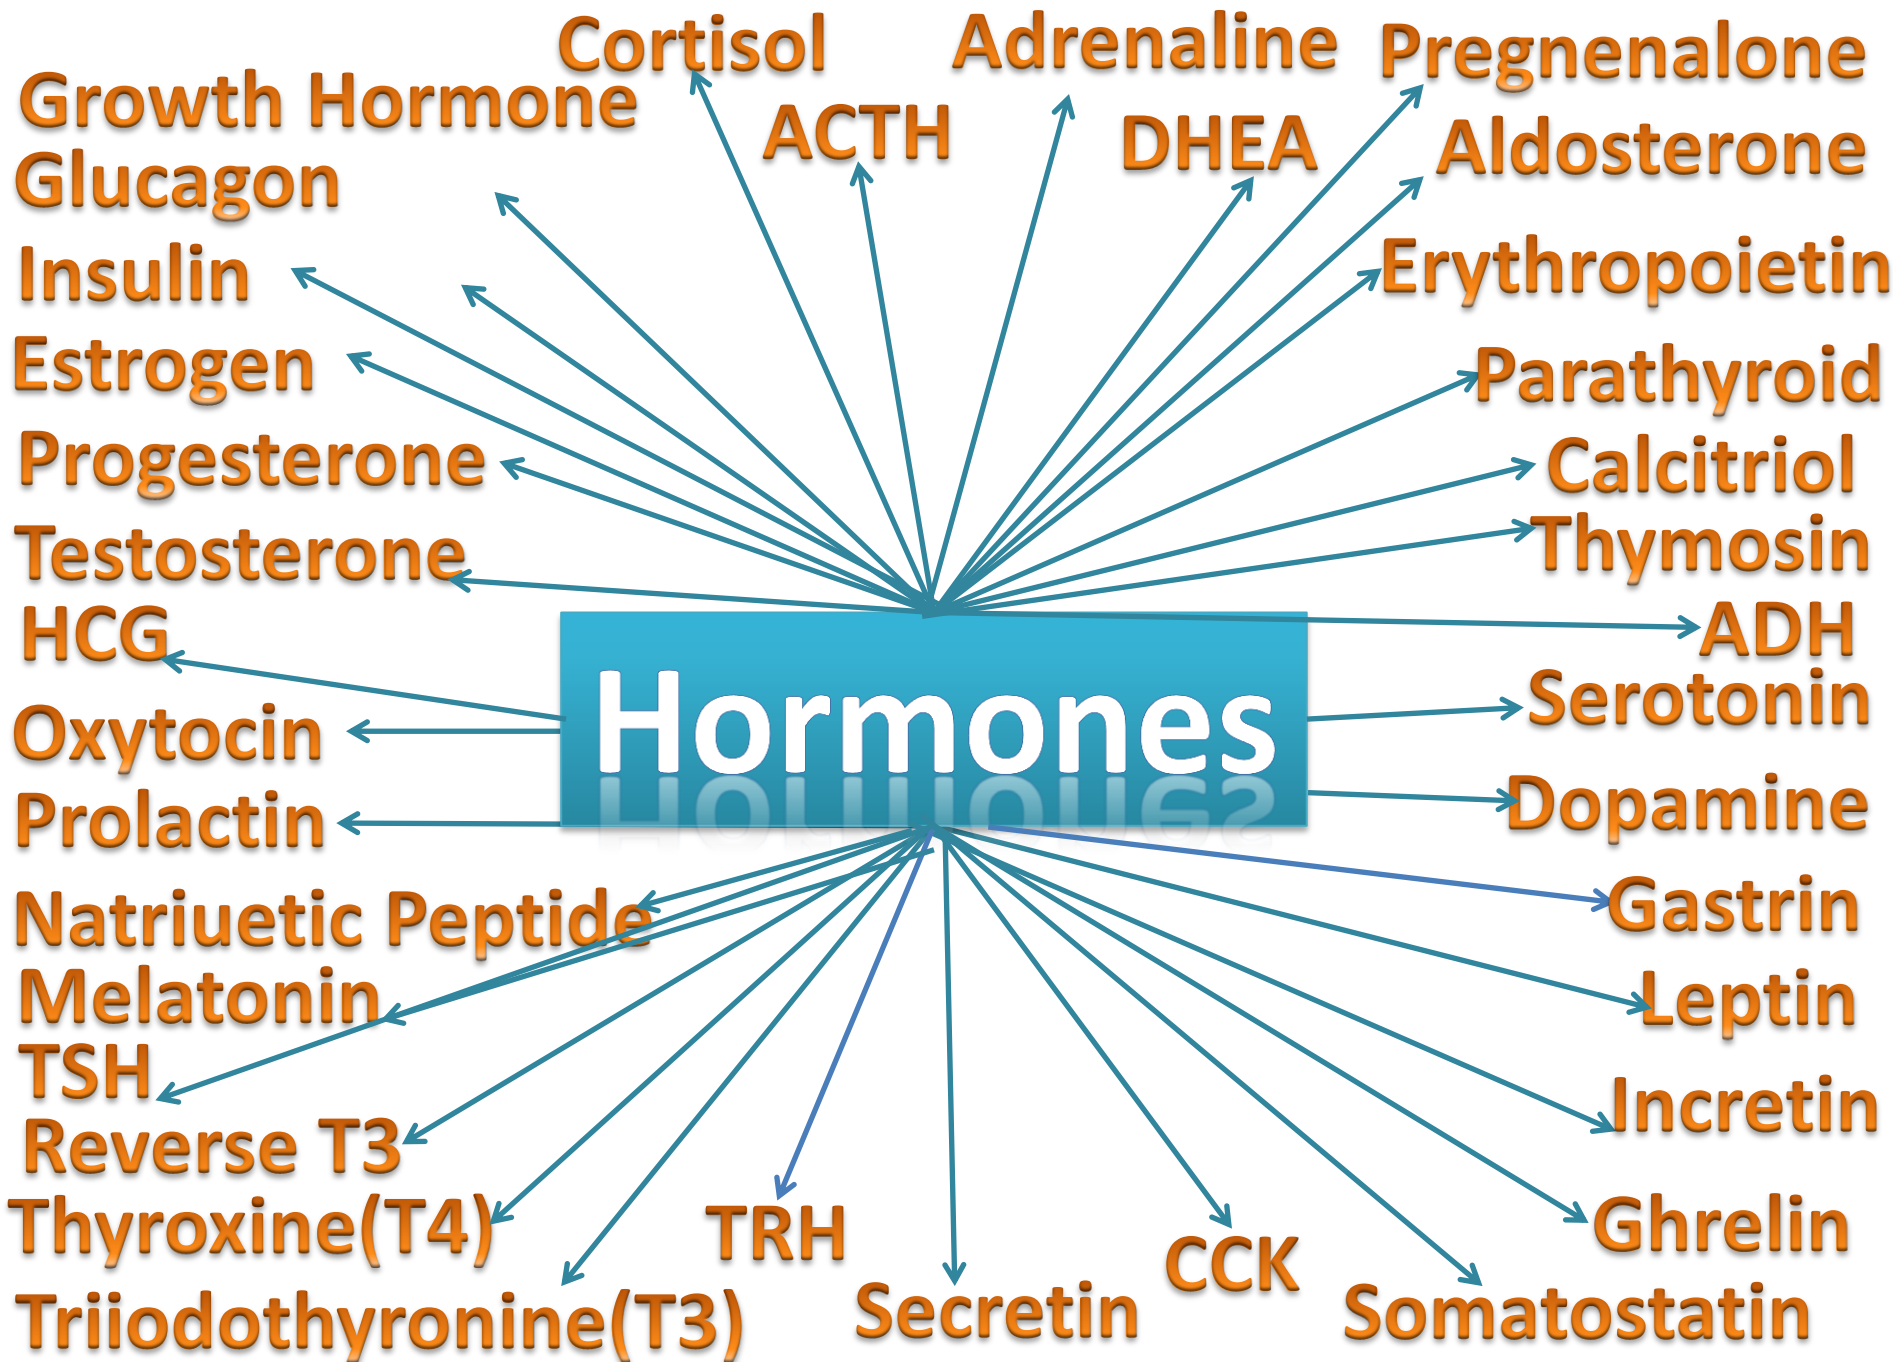 Cortisol
Adrenaline
Pregnenalone
Growth Hormone
ACTH
DHEA
Aldosterone
Glucagon
Insulin
Erythropoietin
Estrogen
Parathyroid
Progesterone
Calcitriol
Testosterone
Thymosin
HCG
ADH
Hormones
Oxytocin
Serotonin
Prolactin
Dopamine
Natriuetic Peptide
Gastrin
Melatonin
Leptin
TSH
Incretin
Reverse T3
Thyroxine(T4)
TRH
CCK
Ghrelin
Triiodothyronine(T3)
Secretin
Somatostatin